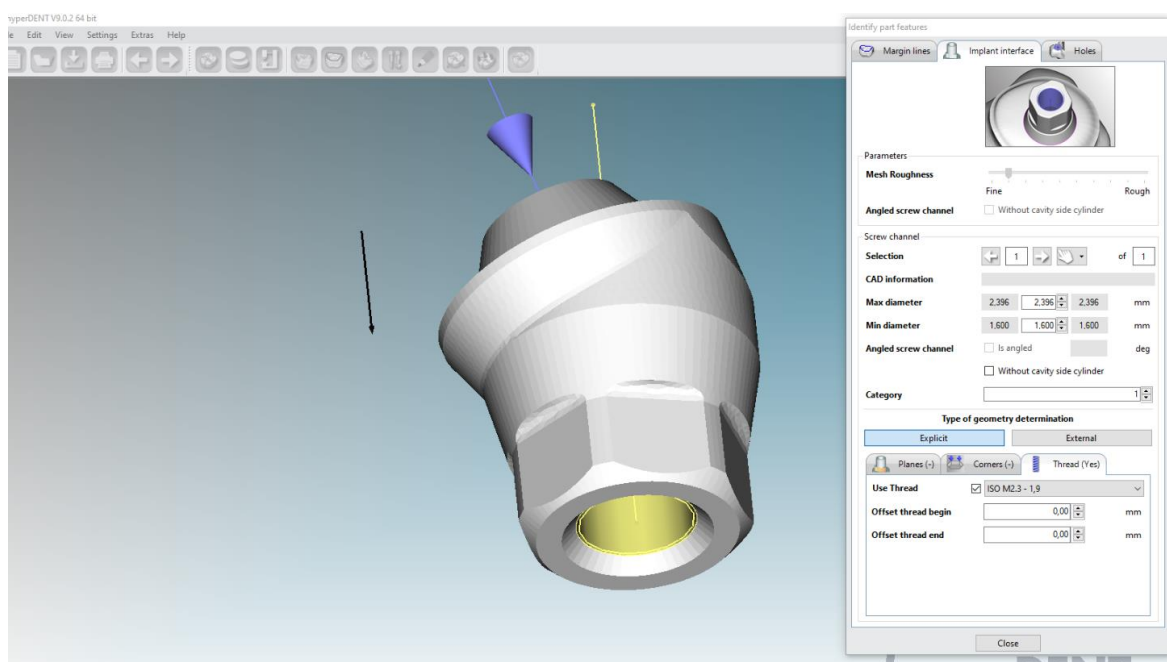 hyperDENT V9.0.2 64 bit
File Edit View Settings Extras Help
Identify part features
Margin lines Implant interface Holes
Parameters
Mesh Roughness
Fine Rough
Angled screw channel Without cavity side cylinder
Screw channel
Selection 1 of 1
CAD information
Max diameter 2,396 2,396 2,396 mm
Min diameter 1,600 1,600 1,600 mm
Angled screw channel Is angled deg
Without cavity side cylinder
Category 1
Type of geometry determination
Explicit External
Planes (-) Corners (-) Thread (Yes)
Use Thread ISO M2.3 - 1,9
Offset thread begin 0,00 mm
Offset thread end 0,00 mm
Close
DENT